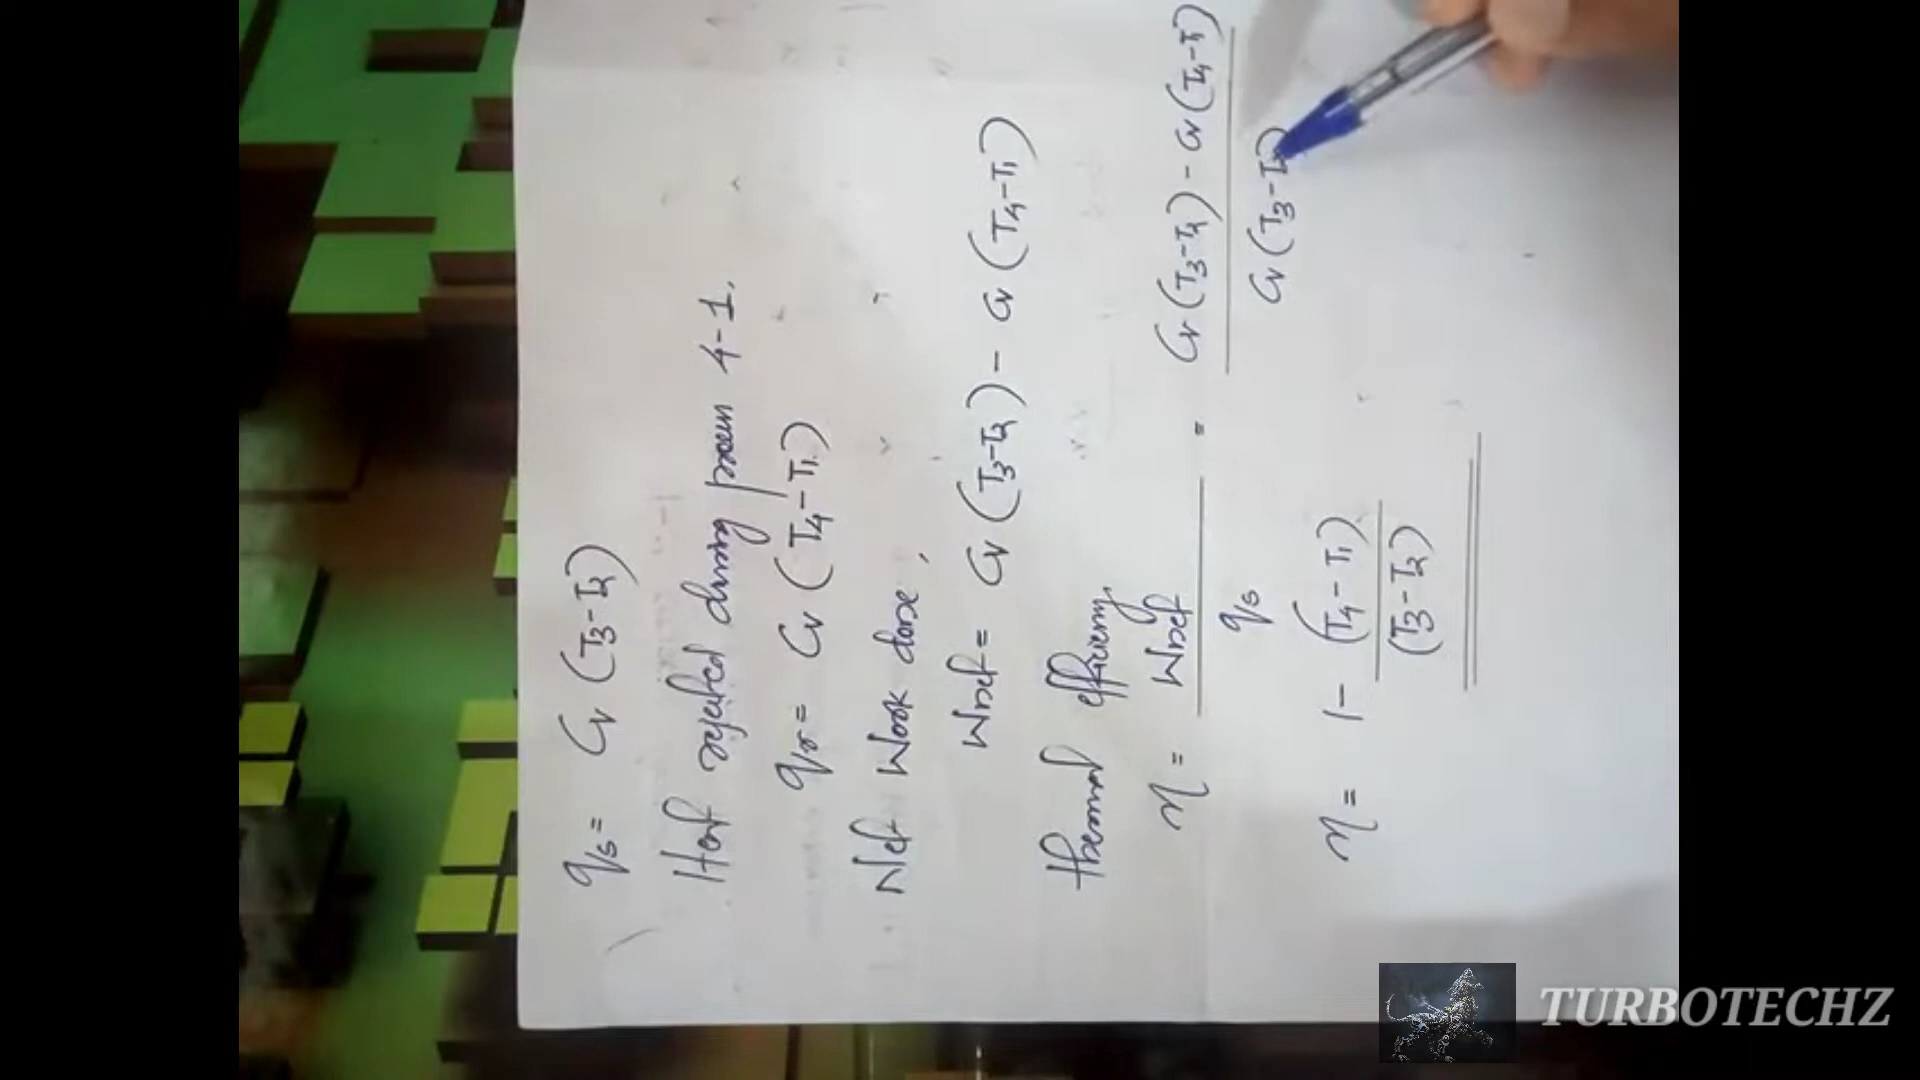 qs = Cv (T3-T2)
Heat rejected during process 4-1.
qr = Cv (T4-T1)
Net work done,
Wnet = Cv (T3-T2) - Cv (T4-T1)
thermal efficiency
η = Wnet / qs = Cv (T3-T2) - Cv (T4-T1) / Cv (T3-T2)
η = 1 - (T4-T1) / (T3-T2)
TURBOTECHZ